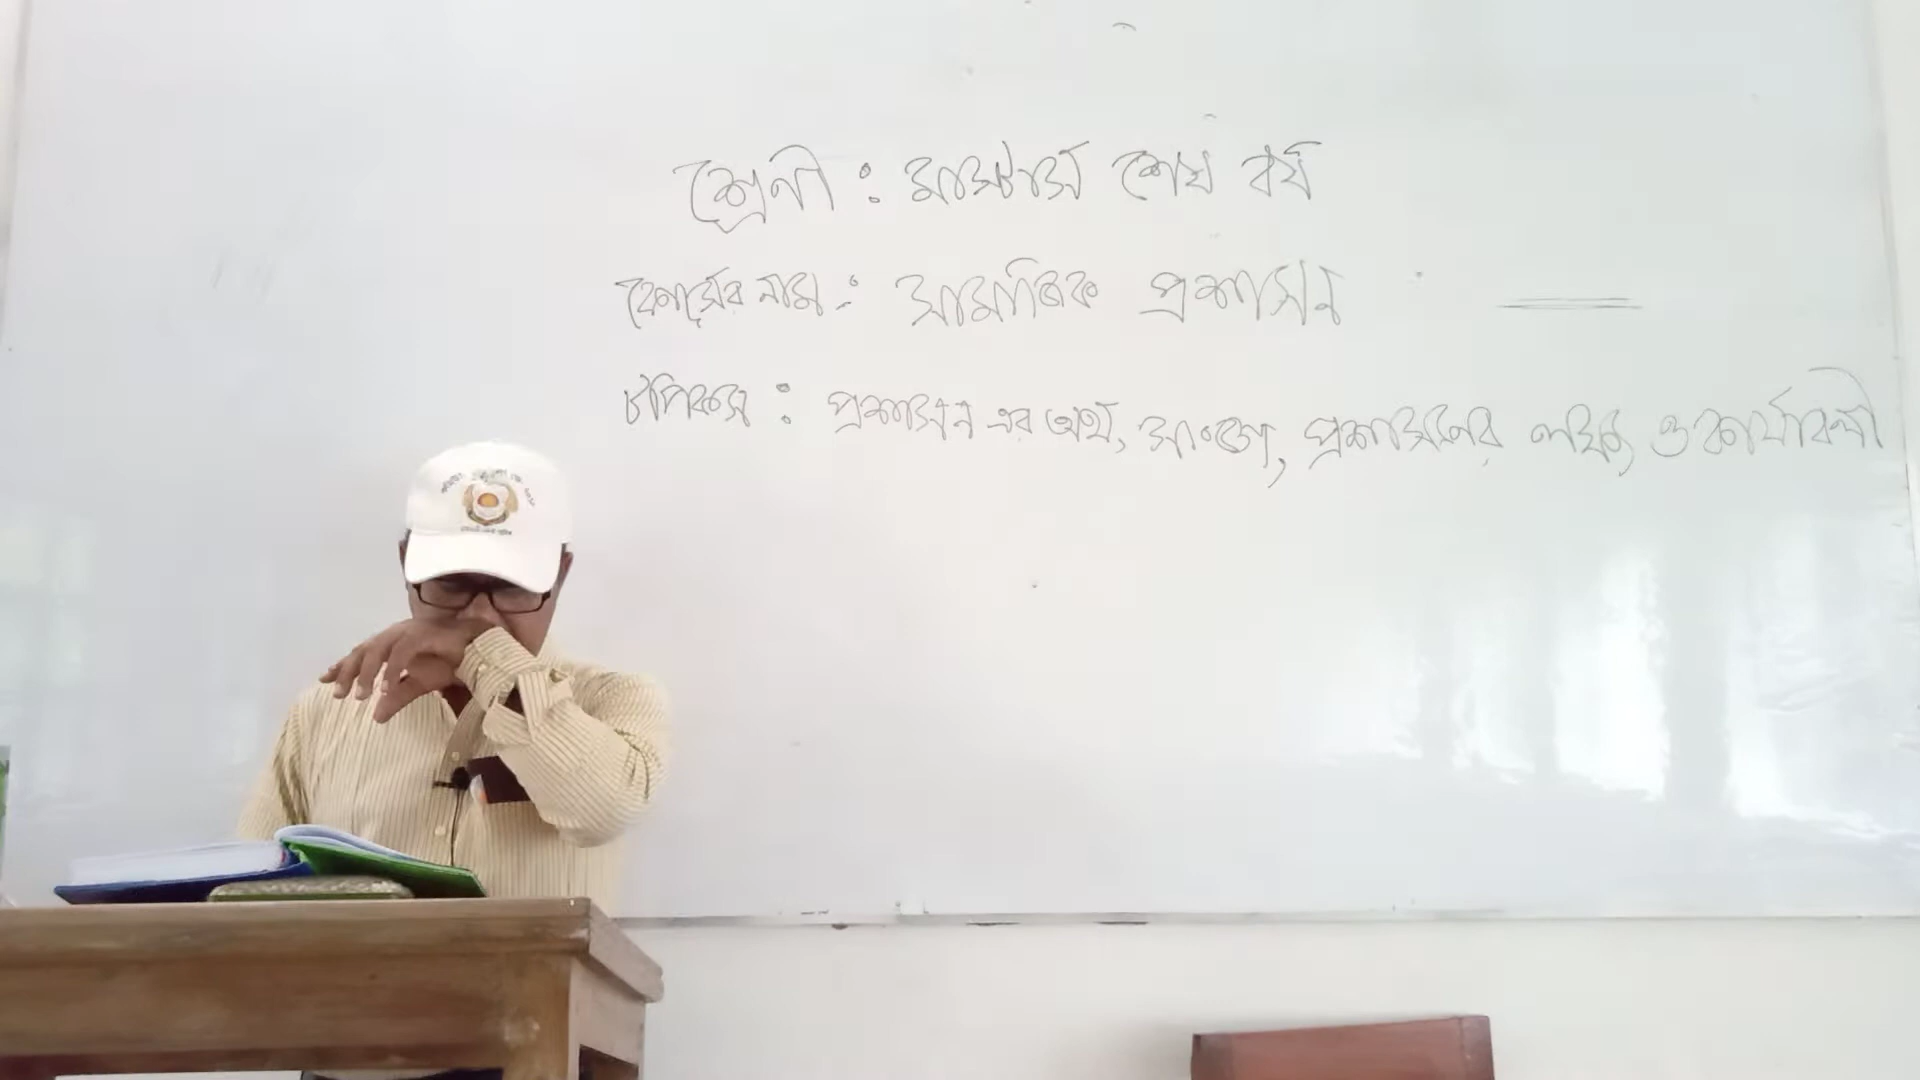 শ্রেণী : মাস্টার্স শেষ বর্ষ
কোর্সের নাম : সামাজিক প্রশাসন
টপিকস : প্রশাসন এর অর্থ, সংজ্ঞা, প্রশাসনের লক্ষ্য ও কার্যাবলী